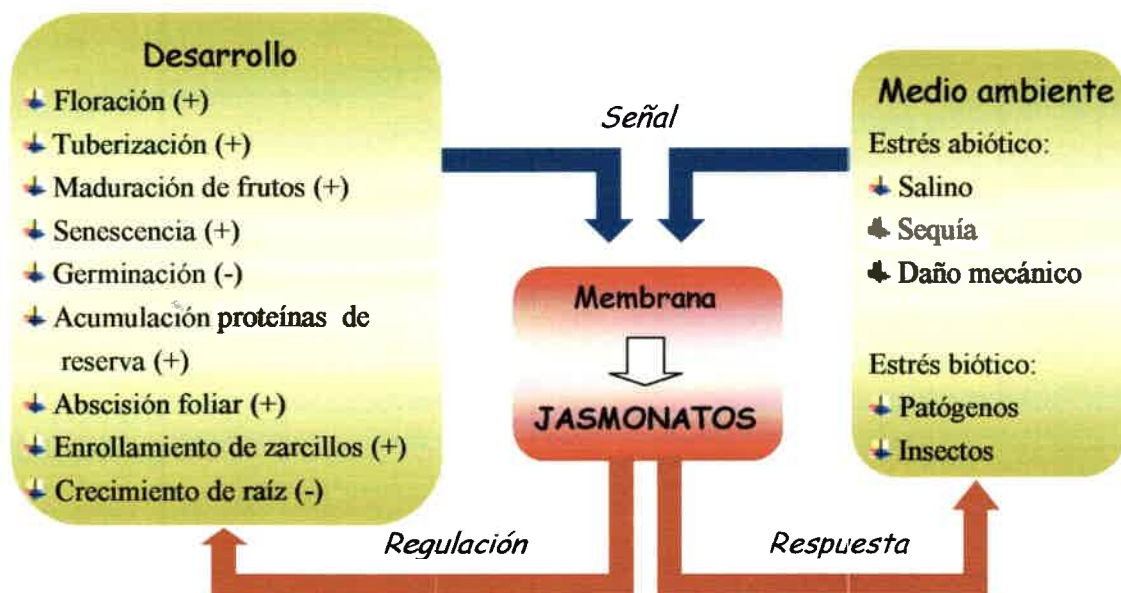 Desarrollo
Floración (+)
Tuberización (+)
Maduración de frutos (+)
Senescencia (+)
Germinación (-)
Acumulación proteínas de
reserva (+)
Abscisión foliar (+)
Enrollamiento de zarcillos (+)
Crecimiento de raíz (-)
Señal
Membrana
JASMONATOS
Regulación
Respuesta
Medio ambiente
Estrés abiótico:
Salino
Sequía
Daño mecánico
Estrés biótico:
Patógenos
Insectos